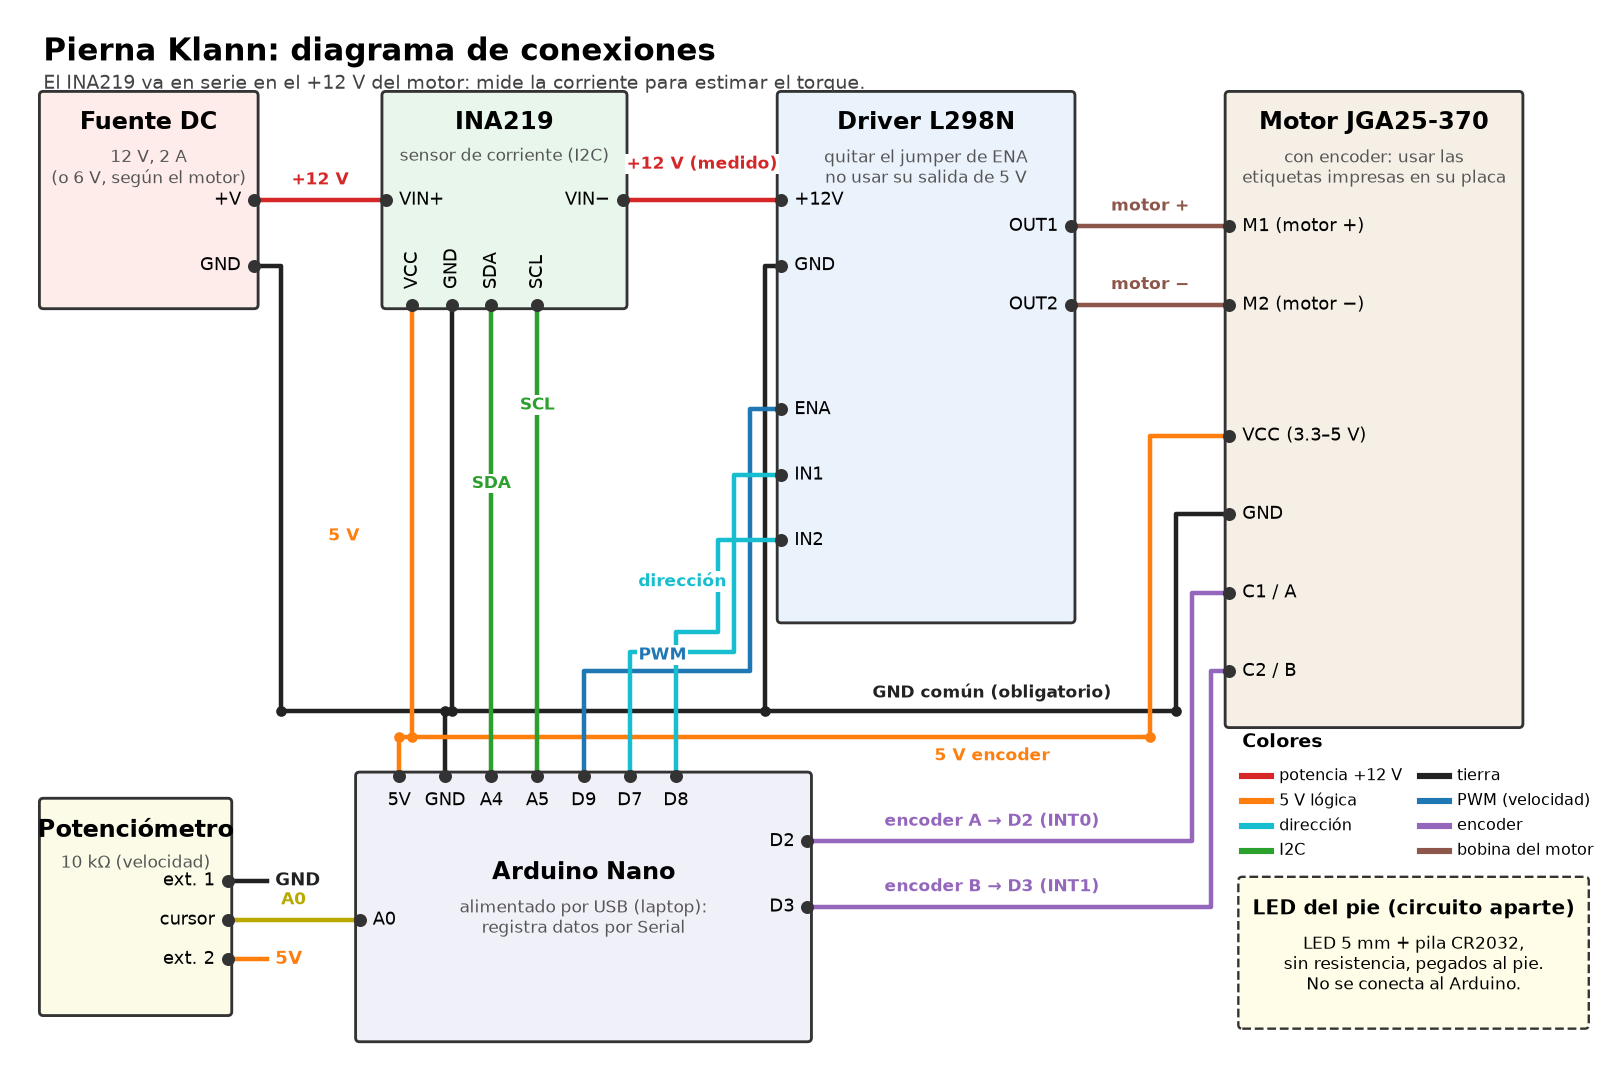 Pierna Klann: diagrama de conexiones
El INA219 va en serie en el +12 V del motor: mide la corriente para estimar el torque.
Fuente DC
12 V, 2 A
(o 6 V, según el motor)
+V
GND
+12 V
INA219
sensor de corriente (I2C)
VIN+
VIN−
VCC
GND
SDA
SCL
+12 V (medido)
Driver L298N
quitar el jumper de ENA
no usar su salida de 5 V
+12V
GND
OUT1
OUT2
ENA
IN1
IN2
motor +
motor −
Motor JGA25-370
con encoder: usar las
etiquetas impresas en su placa
M1 (motor +)
M2 (motor −)
VCC (3.3–5 V)
GND
C1 / A
C2 / B
SCL
SDA
5 V
dirección
PWM
GND común (obligatorio)
5 V encoder
5V
GND
A4
A5
D9
D7
D8
D2
D3
A0
Arduino Nano
alimentado por USB (laptop):
registra datos por Serial
encoder A → D2 (INT0)
encoder B → D3 (INT1)
Potenciómetro
10 kΩ (velocidad)
ext. 1
cursor
ext. 2
GND
A0
5V
Colores
potencia +12 V
5 V lógica
dirección
I2C
tierra
PWM (velocidad)
encoder
bobina del motor
LED del pie (circuito aparte)
LED 5 mm + pila CR2032,
sin resistencia, pegados al pie.
No se conecta al Arduino.